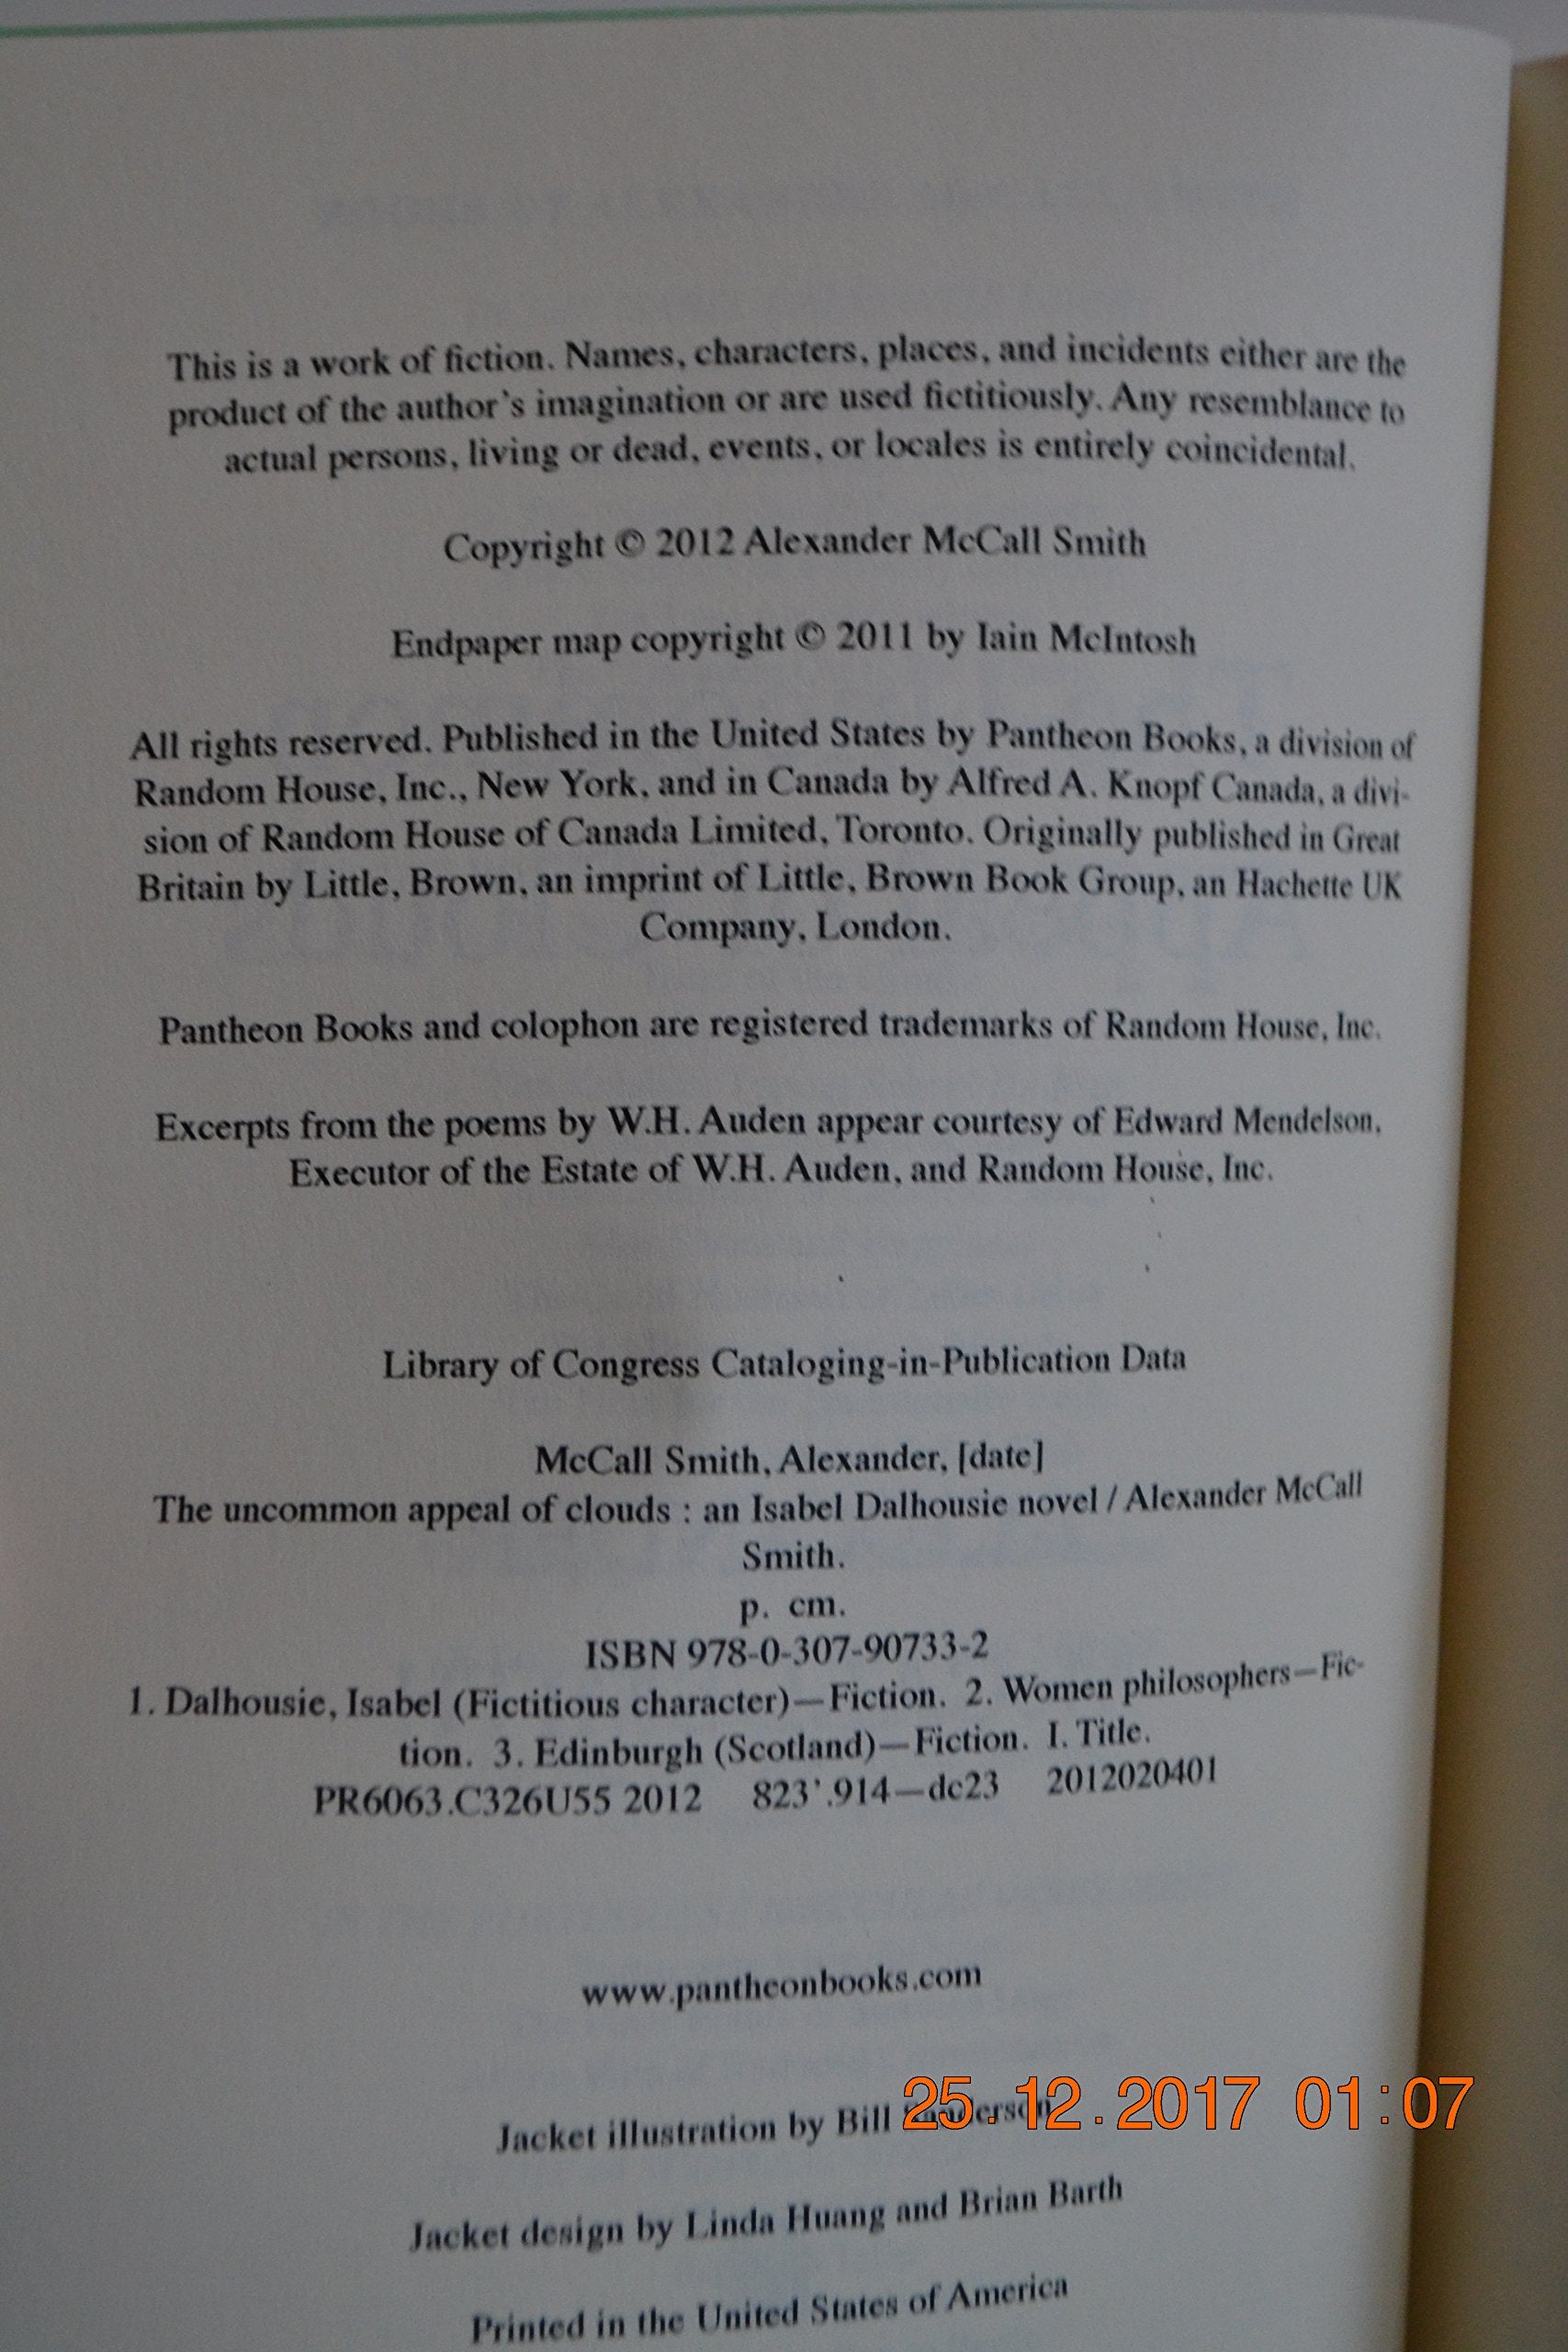 This is a work of fiction. Names, characters, places, and incidents either are the
product of the author's imagination or are used fictitiously. Any resemblance to
actual persons, living or dead, events, or locales is entirely coincidental.
Copyright © 2012 Alexander McCall Smith
Endpaper map copyright © 2011 by Iain McIntosh
All rights reserved. Published in the United States by Pantheon Books, a division of
Random House, Inc., New York, and in Canada by Alfred A. Knopf Canada, a divi-
sion of Random House of Canada Limited, Toronto. Originally published in Great
Britain by Little, Brown, an imprint of Little, Brown Book Group, an Hachette UK
Company, London.
Pantheon Books and colophon are registered trademarks of Random House, Inc.
Excerpts from the poems by W.H. Auden appear courtesy of Edward Mendelson,
Executor of the Estate of W.H. Auden, and Random House, Inc.
Library of Congress Cataloging-in-Publication Data
McCall Smith, Alexander, [date]
The uncommon appeal of clouds : an Isabel Dalhousie novel / Alexander McCall
Smith.
p. cm.
ISBN 978-0-307-90733-2
1. Dalhousie, Isabel (Fictitious character)—Fiction. 2. Women philosophers—Fic-
tion. 3. Edinburgh (Scotland)—Fiction. I. Title.
PR6063.C326U55 2012 823'.914—dc23 2012020401
www.pantheonbooks.com
Jacket illustration by Bill
25.12.2017 01:07
Jacket design by Linda Huang and Brian Barth
Printed in the United States of America